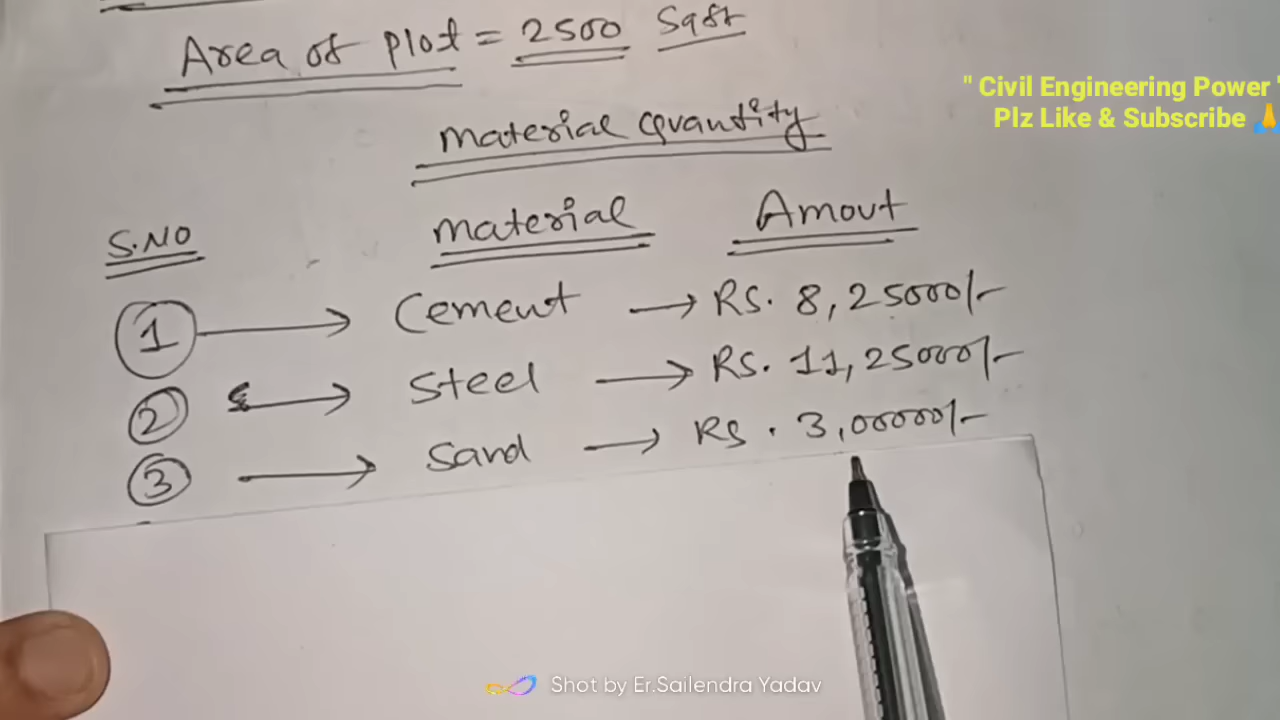 Area of plot = 2500 Sqft
" Civil Engineering Power "
Plz Like & Subscribe 🙏
Material Quantity
S.NO Material Amout
1 → Cement → RS. 8,25000/-
2 → Steel → RS. 11,25000/-
3 → Sand → RS. 3,00000/-
Shot by Er.Sailendra Yadav